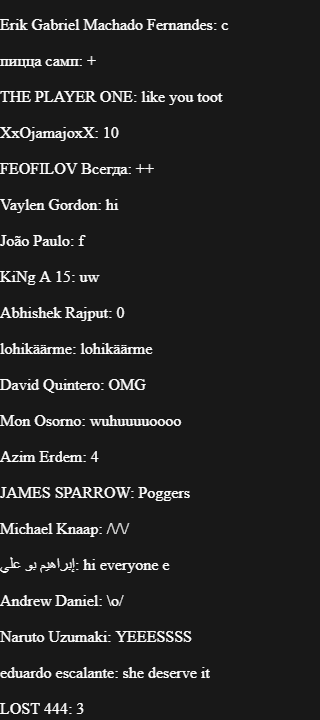 Erik Gabriel Machado Fernandes: c
пицца самп: +
THE PLAYER ONE: like you toot
XxOjamajoxX: 10
FEOFILOV Всегда: ++
Vaylen Gordon: hi
João Paulo: f
KiNg A 15: uw
Abhishek Rajput: 0
lohikäärme: lohikäärme
David Quintero: OMG
Mon Osorno: wuhuuuuoooo
Azim Erdem: 4
JAMES SPARROW: Poggers
Michael Knaap: /\/\/
إبراهيم بو علي: hi everyone e
Andrew Daniel: \o/
Naruto Uzumaki: YEEESSSS
eduardo escalante: she deserve it
LOST 444: 3